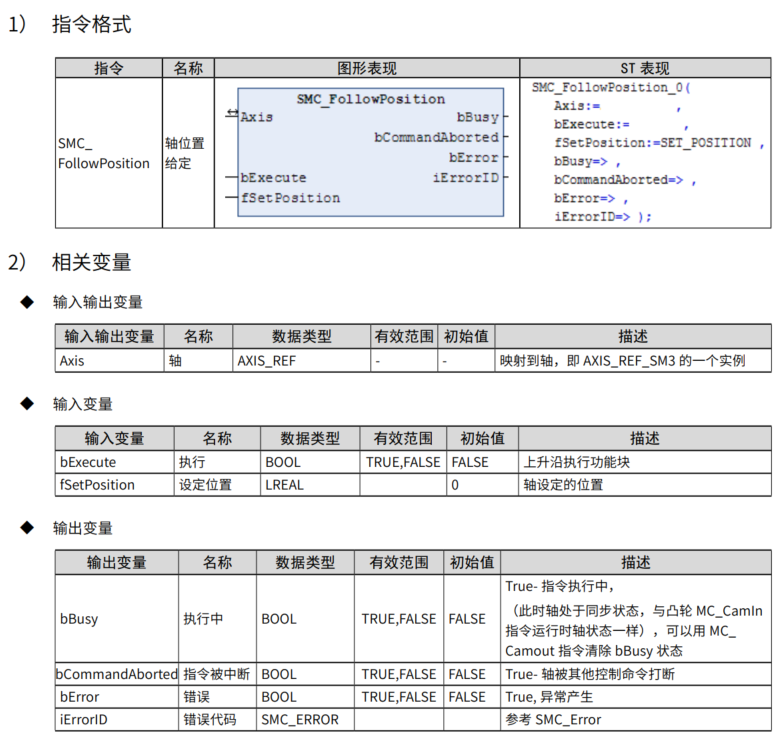 1） 指令格式
指令 名称 图形表现 ST 表现
SMC_
FollowPosition
轴位置
给定
SMC_FollowPosition
Axis bBusy
bCommandAborted
bError
bExecute iErrorID
fSetPosition
SMC_FollowPosition_0(
Axis:= ,
bExecute:= ,
fSetPosition:=SET_POSITION ,
bBusy=> ,
bCommandAborted=> ,
bError=> ,
iErrorID=> );
2） 相关变量
◆ 输入输出变量
输入输出变量 名称 数据类型 有效范围 初始值 描述
Axis 轴 AXIS_REF - - 映射到轴，即 AXIS_REF_SM3 的一个实例
◆ 输入变量
输入变量 名称 数据类型 有效范围 初始值 描述
bExecute 执行 BOOL TRUE,FALSE FALSE 上升沿执行功能块
fSetPosition 设定位置 LREAL 0 轴设定的位置
◆ 输出变量
输出变量 名称 数据类型 有效范围 初始值 描述
bBusy 执行中 BOOL TRUE,FALSE FALSE
True- 指令执行中，
（此时轴处于同步状态，与凸轮 MC_CamIn
指令运行时轴状态一样），可以用 MC_
Camout 指令清除 bBusy 状态
bCommandAborted 指令被中断 BOOL TRUE,FALSE FALSE True- 轴被其他控制命令打断
bError 错误 BOOL TRUE,FALSE FALSE True, 异常产生
iErrorID 错误代码 SMC_ERROR 参考 SMC_Error